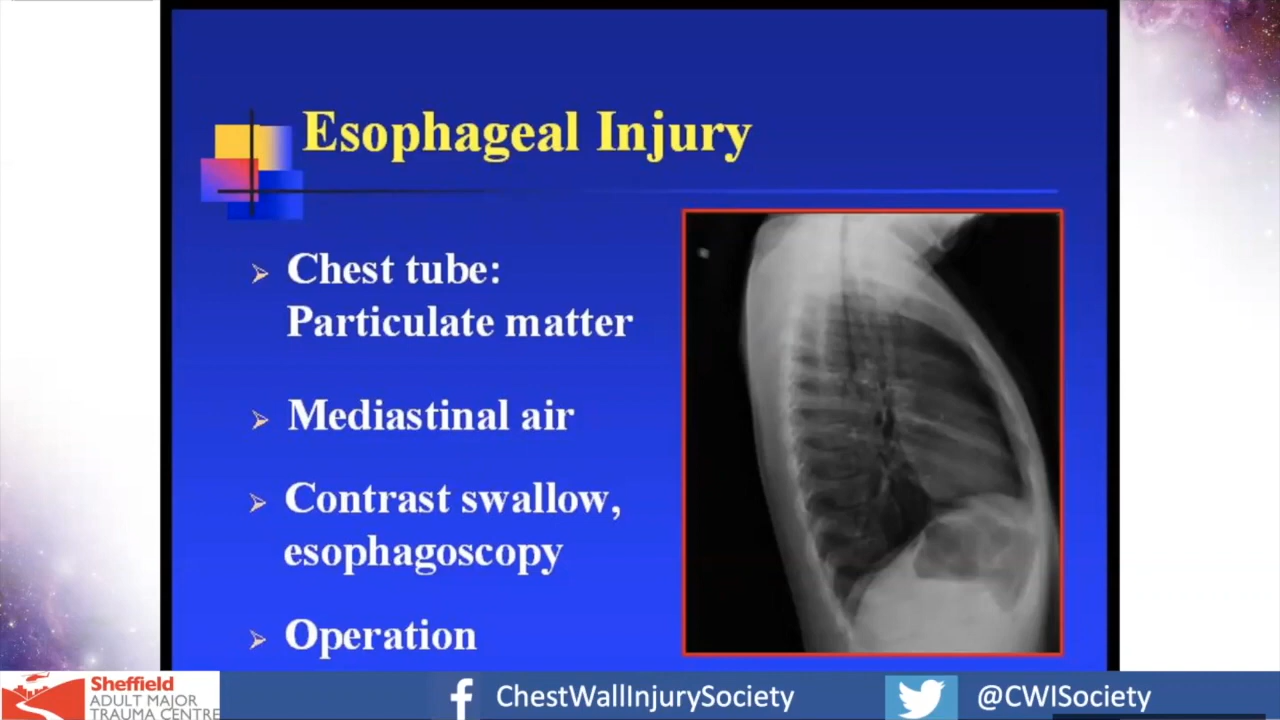 Esophageal Injury
Chest tube:
Particulate matter
Mediastinal air
Contrast swallow,
esophagoscopy
Operation
Sheffield
ADULT MAJOR
TRAUMA CENTRE
ChestWallInjurySociety
@CWISociety